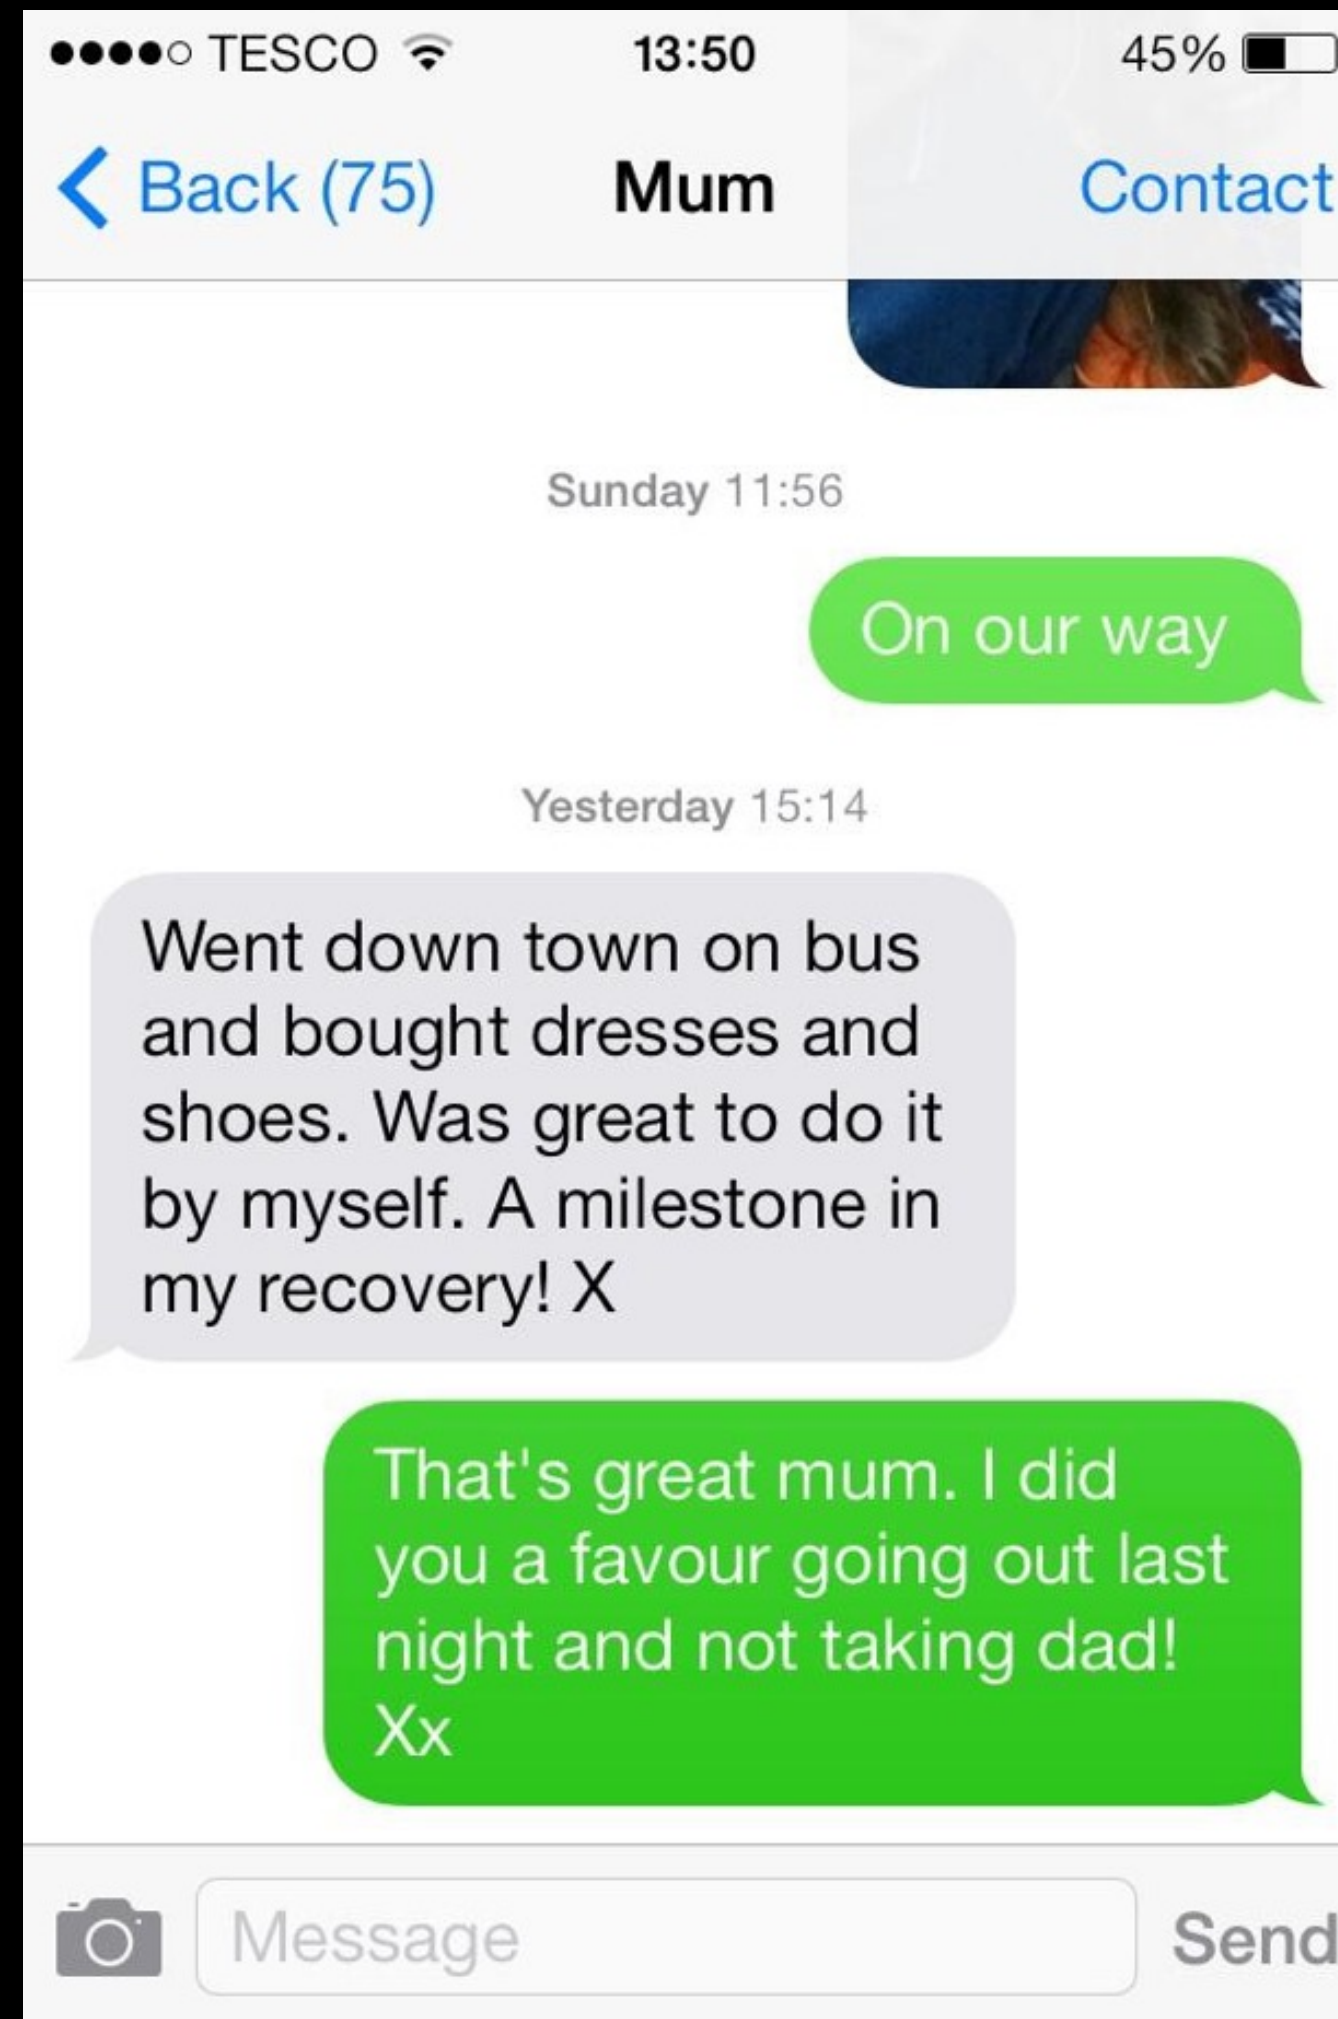 TESCO 13:50 45%
Back (75) Mum Contact
Sunday 11:56
On our way
Yesterday 15:14
Went down town on bus
and bought dresses and
shoes. Was great to do it
by myself. A milestone in
my recovery! X
That's great mum. I did
you a favour going out last
night and not taking dad!
Xx
Message Send